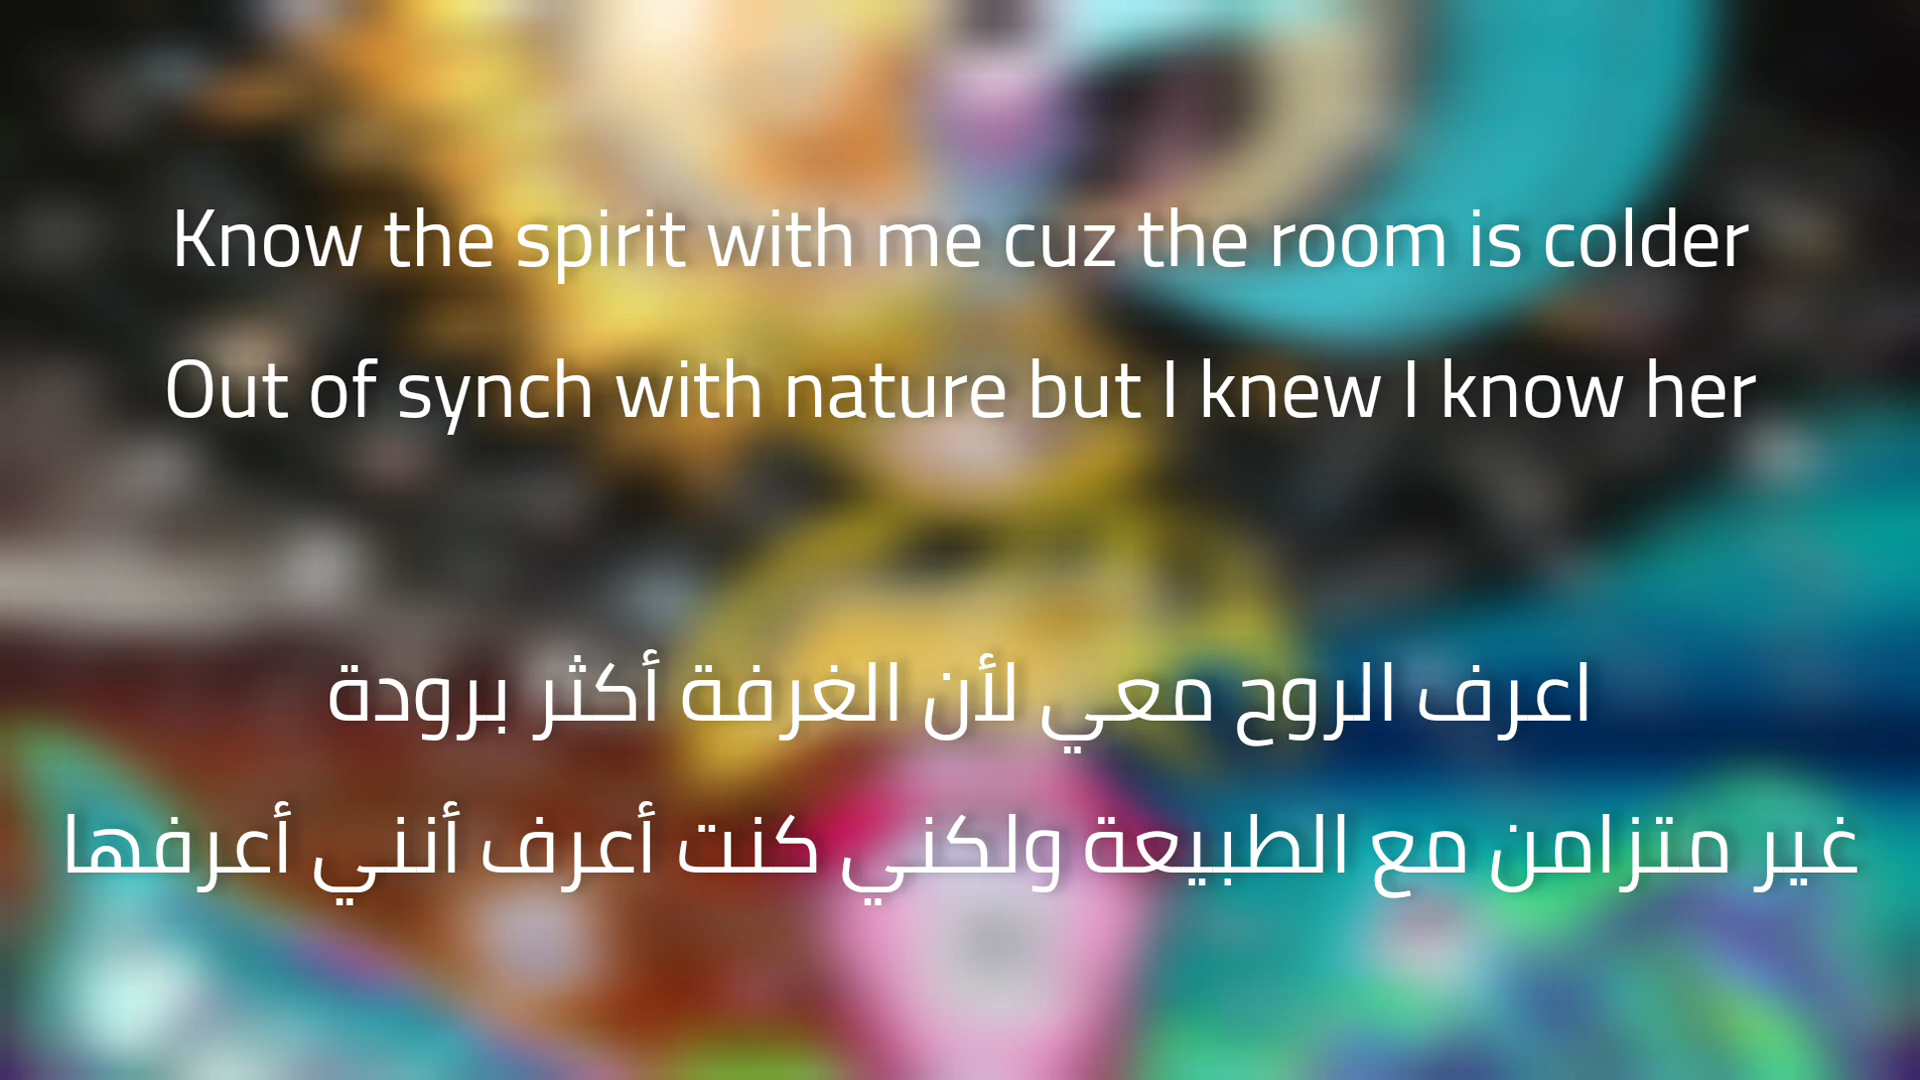 Know the spirit with me cuz the room is colder
Out of synch with nature but I knew I know her
اعرف الروح معي لأن الغرفة أكثر برودة
غير متزامن مع الطبيعة ولكني كنت أعرف أنني أعرفها